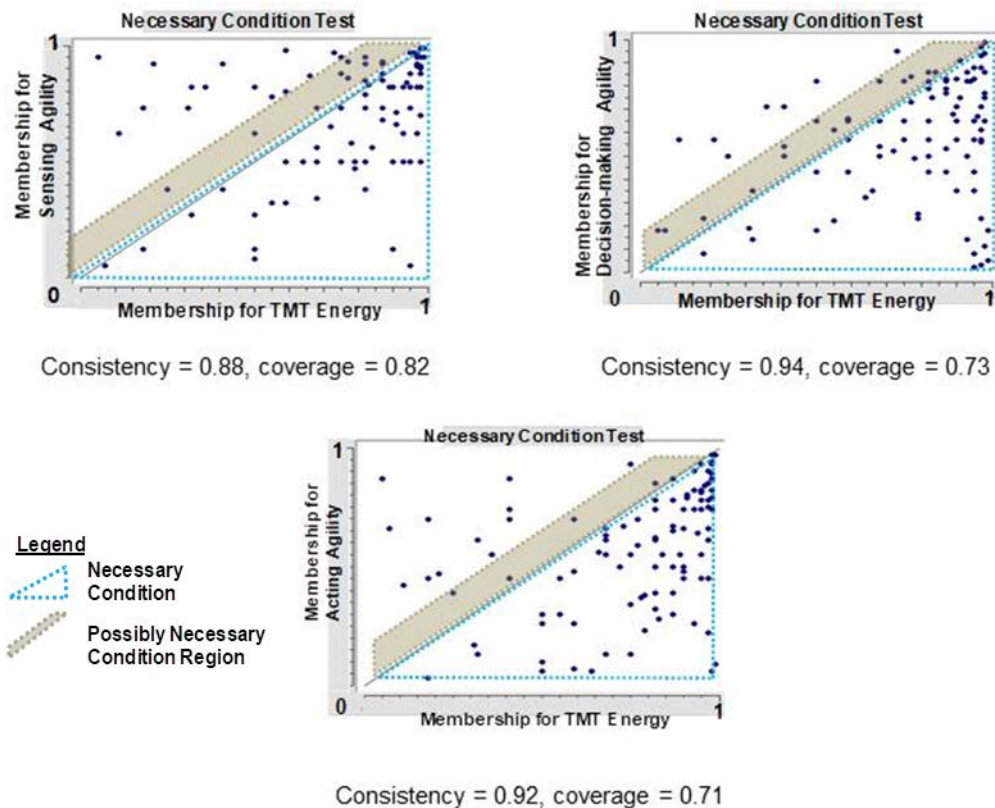 Necessary Condition Test
Membership for
Sensing Agility
1
0
1
Membership for TMT Energy
Consistency = 0.88, coverage = 0.82
Necessary Condition Test
Membership for
Decision-making Agility
1
0
1
Membership for TMT Energy
Consistency = 0.94, coverage = 0.73
Necessary Condition Test
Membership for
Acting Agility
1
0
1
Membership for TMT Energy
Legend
Necessary
Condition
Possibly Necessary
Condition Region
Consistency = 0.92, coverage = 0.71